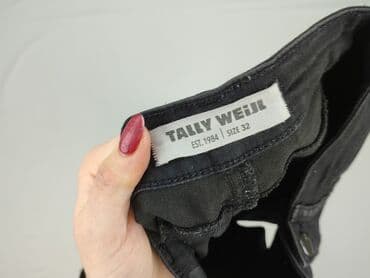 TALLY WEiJL
EST. 1984 | SIZE 32